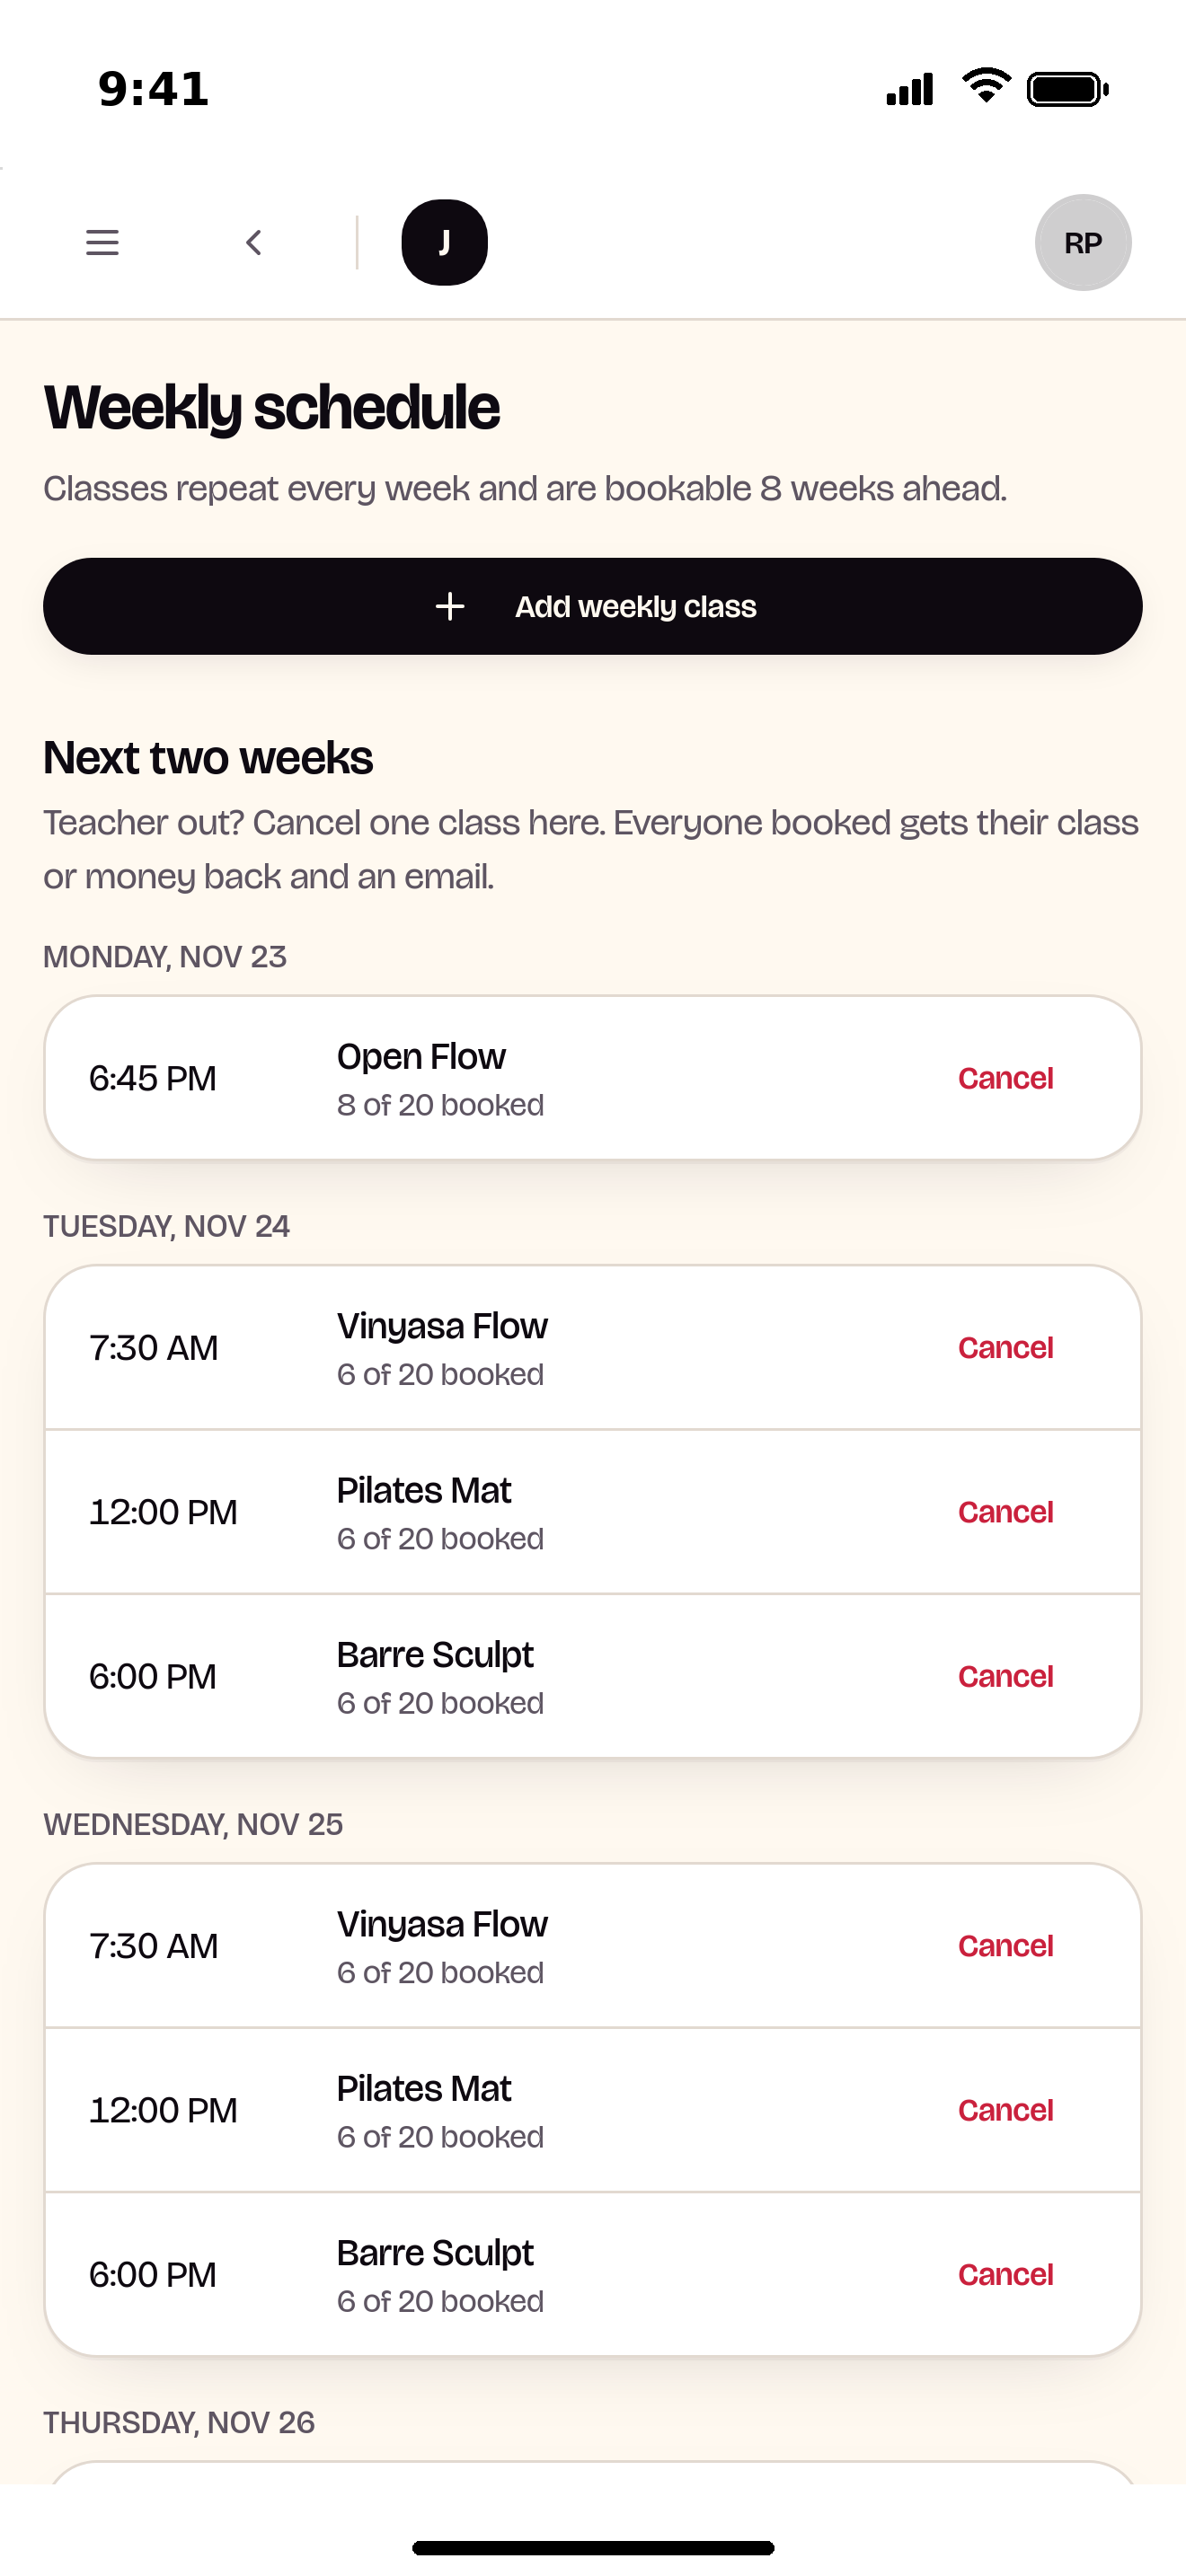 9:41
J
RP
Weekly schedule
Classes repeat every week and are bookable 8 weeks ahead.
Add weekly class
Next two weeks
Teacher out? Cancel one class here. Everyone booked gets their class
or money back and an email.
MONDAY, NOV 23
6:45 PM
Open Flow
8 of 20 booked
Cancel
TUESDAY, NOV 24
7:30 AM
Vinyasa Flow
6 of 20 booked
Cancel
12:00 PM
Pilates Mat
6 of 20 booked
Cancel
6:00 PM
Barre Sculpt
6 of 20 booked
Cancel
WEDNESDAY, NOV 25
7:30 AM
Vinyasa Flow
6 of 20 booked
Cancel
12:00 PM
Pilates Mat
6 of 20 booked
Cancel
6:00 PM
Barre Sculpt
6 of 20 booked
Cancel
THURSDAY, NOV 26